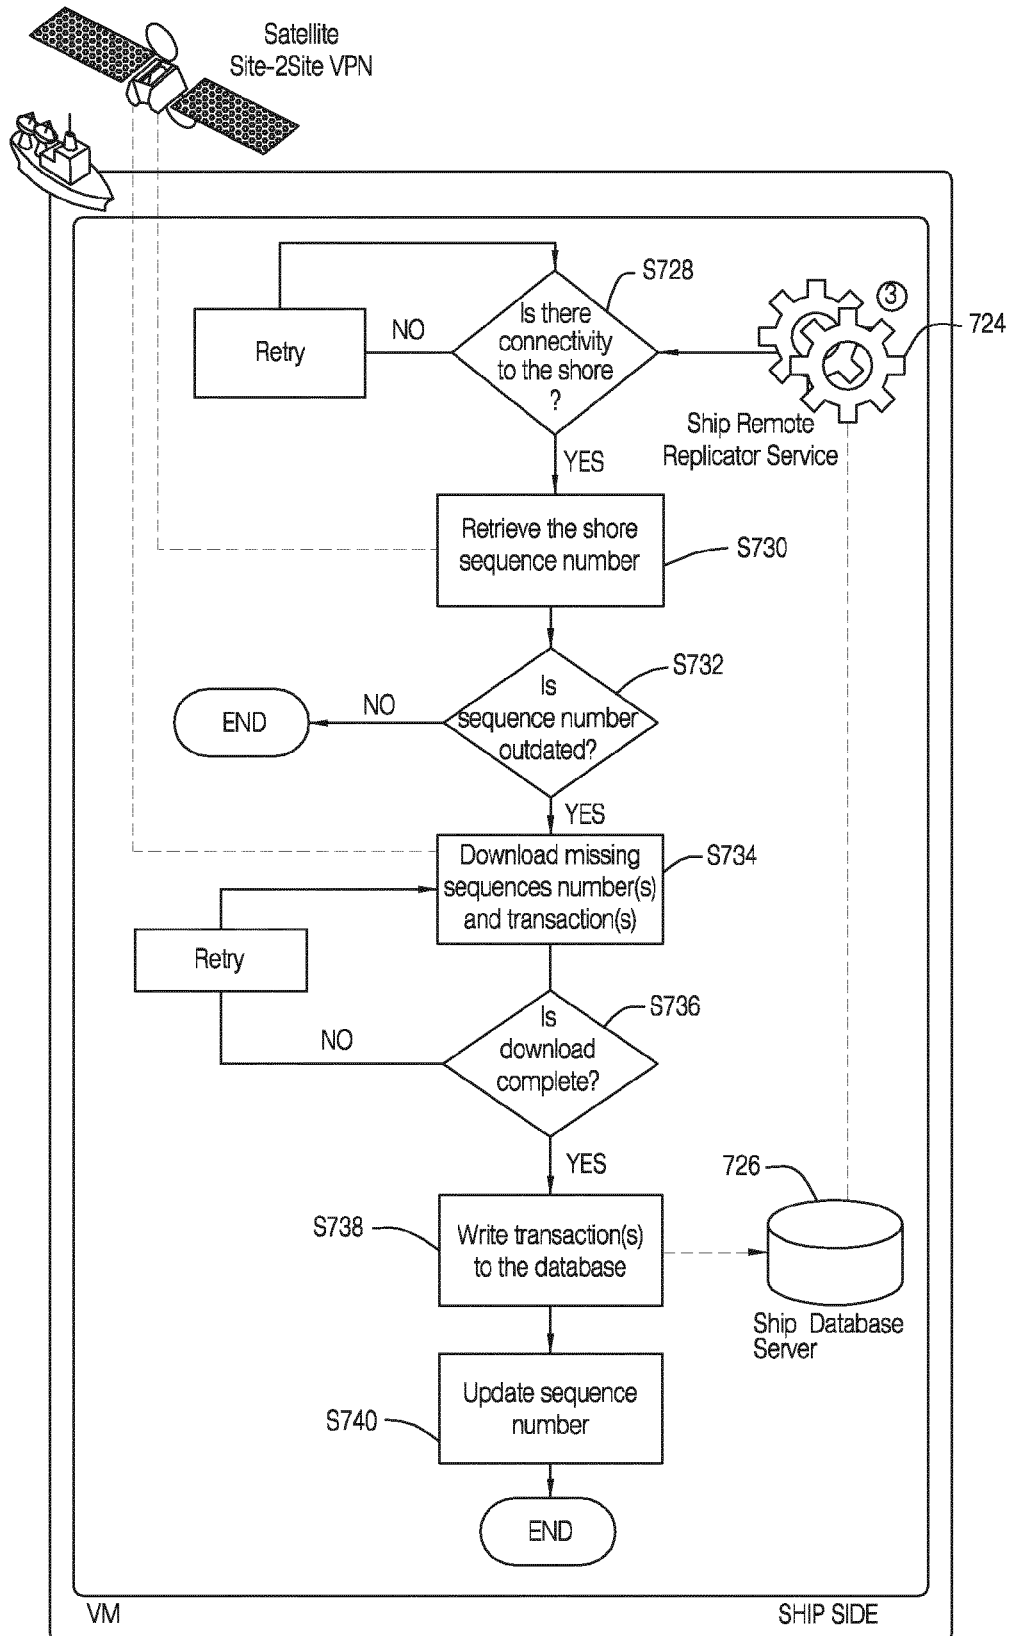 Satellite
Site-2Site VPN
S728
3
724
Is there
connectivity
to the shore
?
NO
Retry
Ship Remote
Replicator Service
YES
Retrieve the shore
sequence number
S730
S732
Is
sequence number
outdated?
NO
END
YES
Download missing
sequences number(s)
and transaction(s)
S734
Retry
S736
Is
download
complete?
NO
YES
726
S738
Write transaction(s)
to the database
Ship Database
Server
Update sequence
number
S740
END
VM
SHIP SIDE